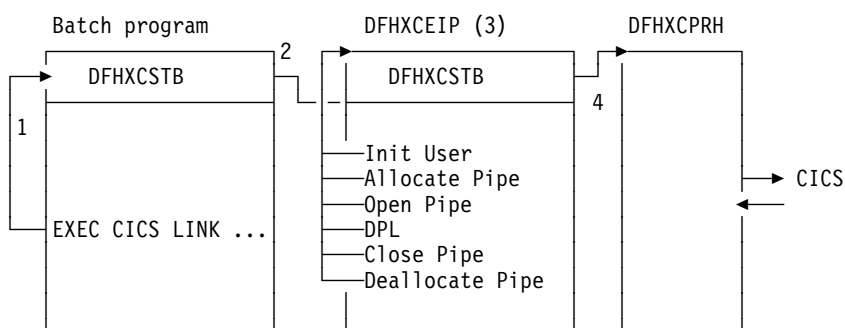 Batch program DFHXCEIP (3) DFHXCPRH
2
DFHXCSTB DFHXCSTB
4
1
Init User
Allocate Pipe CICS
Open Pipe
EXEC CICS LINK ... DPL
Close Pipe
Deallocate Pipe